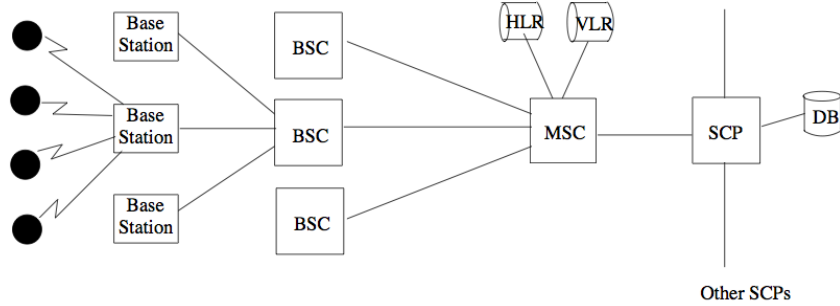 HLR
VLR
Base
Station
BSC
Base
Station
BSC
MSC
SCP
DB
Base
Station
BSC
Other SCPs